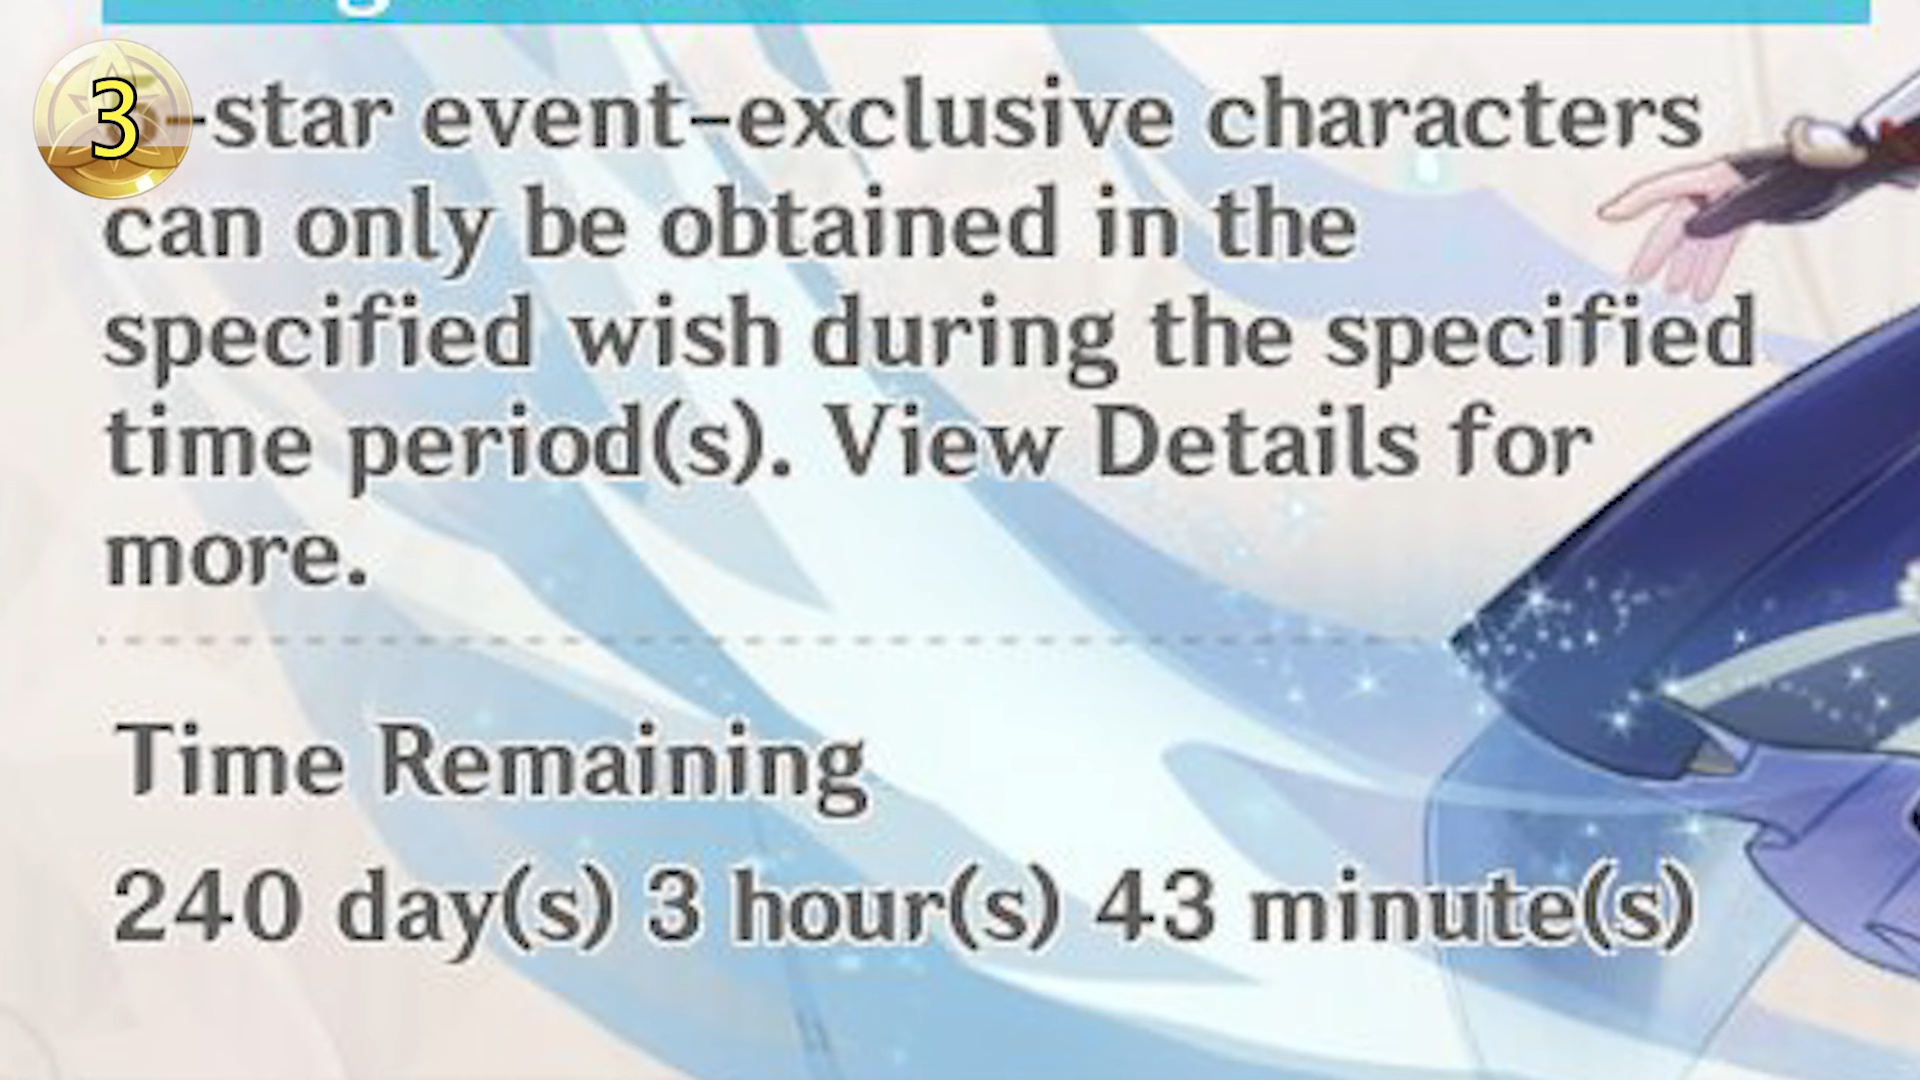 3
-star event-exclusive characters
can only be obtained in the
specified wish during the specified
time period(s). View Details for
more.
Time Remaining
240 day(s) 3 hour(s) 43 minute(s)